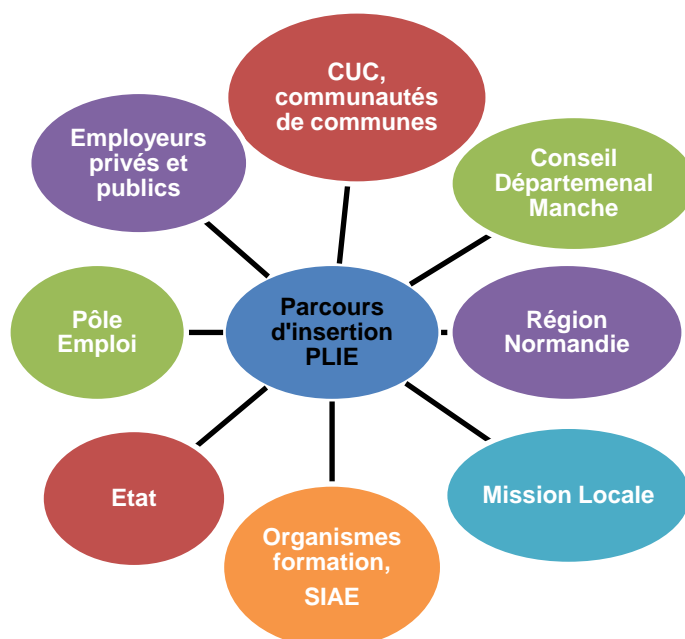 CUC,
communautés
de communes
Employeurs
privés et
publics
Conseil
Départemenal
Manche
Pôle
Emploi
Parcours
d'insertion
PLIE
Région
Normandie
Etat
Mission Locale
Organismes
formation,
SIAE